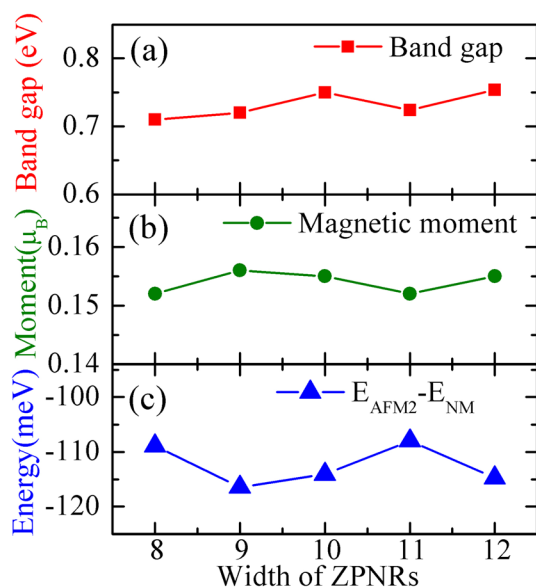 (a) Band gap
Band gap (eV)
0.8
0.7
0.6
(b) Magnetic moment
Moment(μB)
0.16
0.15
0.14
(c) EAFM2-ENM
Energy(meV)
-100
-110
-120
8 9 10 11 12
Width of ZPNRs